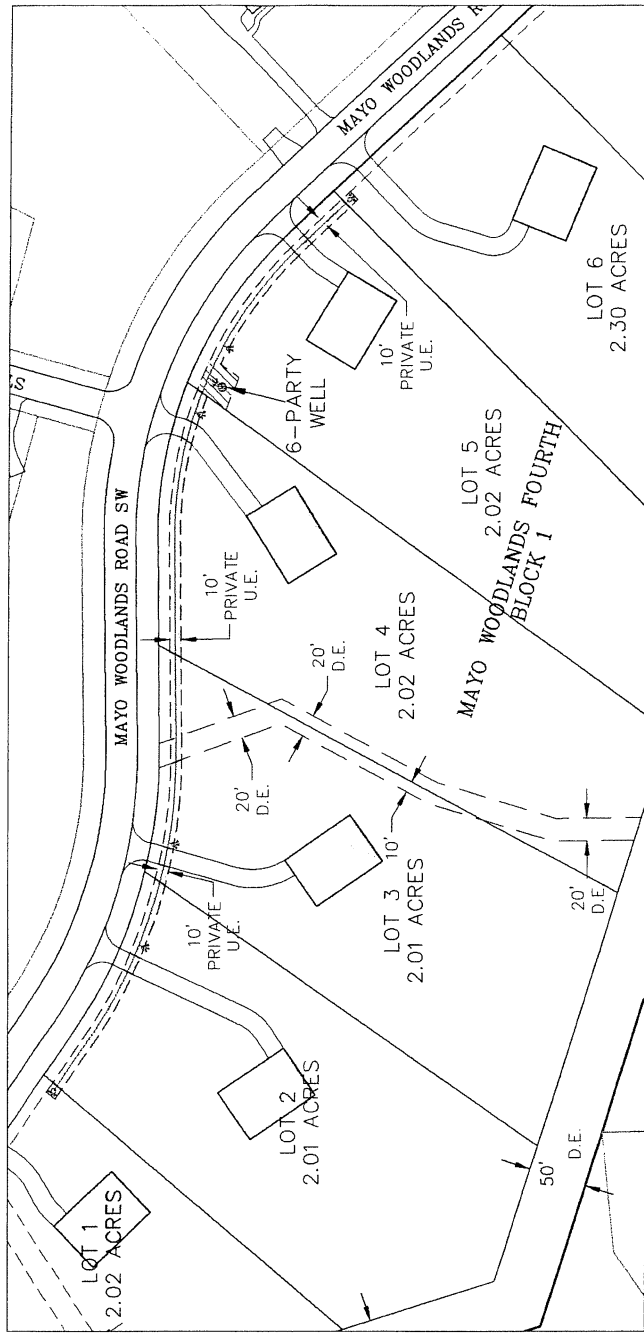 MAYO WOODLANDS ROAD SW
MAYO WOODLANDS R
LOT 1
2.02 ACRES
LOT 2
2.01 ACRES
10'
PRIVATE
U.E.
LOT 3
2.01 ACRES
20'
D.E.
10'
PRIVATE
U.E.
20'
D.E.
10'
LOT 4
2.02 ACRES
20'
D.E.
50'
D.E.
6-PARTY
WELL
10'
PRIVATE
U.E.
LOT 5
2.02 ACRES
MAYO WOODLANDS FOURTH
BLOCK 1
LOT 6
2.30 ACRES